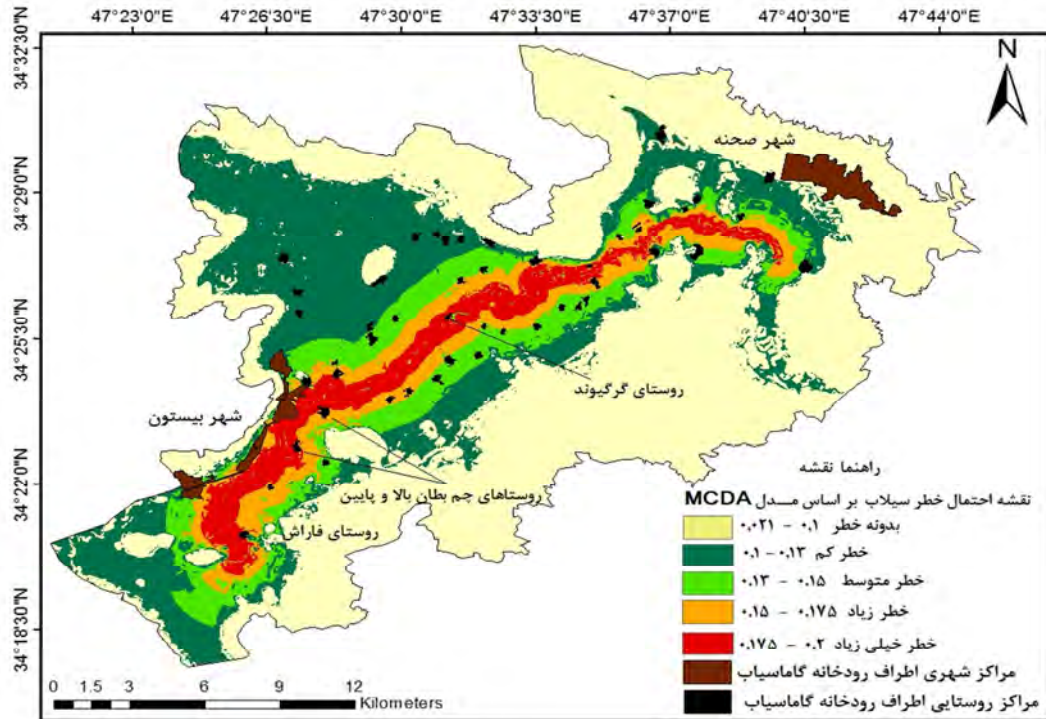 47°23'0"E 47°26'30"E 47°30'0"E 47°33'30"E 47°37'0"E 47°40'30"E 47°44'0"E
34°32'30"N
34°29'0"N
34°25'30"N
34°22'0"N
34°18'30"N
N
شهر صحنه
روستای گرگیوند
شهر بیستون
روستاهای چم بطان بالا و پایین
روستای فاراش
راهنما نقشه
نقشه احتمال خطر سیلاب بر اساس مـدل MCDA
بدونه خطر ۰.۰۲۱ – ۰.۱
خطر کم ۰.۱ – ۰.۱۳
خطر متوسط ۰.۱۳ – ۰.۱۵
خطر زیاد ۰.۱۵ – ۰.۱۷۵
خطر خیلی زیاد ۰.۱۷۵ – ۰.۲
مراکز شهری اطراف رودخانه گاماسیاب
مراکز روستایی اطراف رودخانه گاماسیاب
0 1.5 3 6 9 12
Kilometers